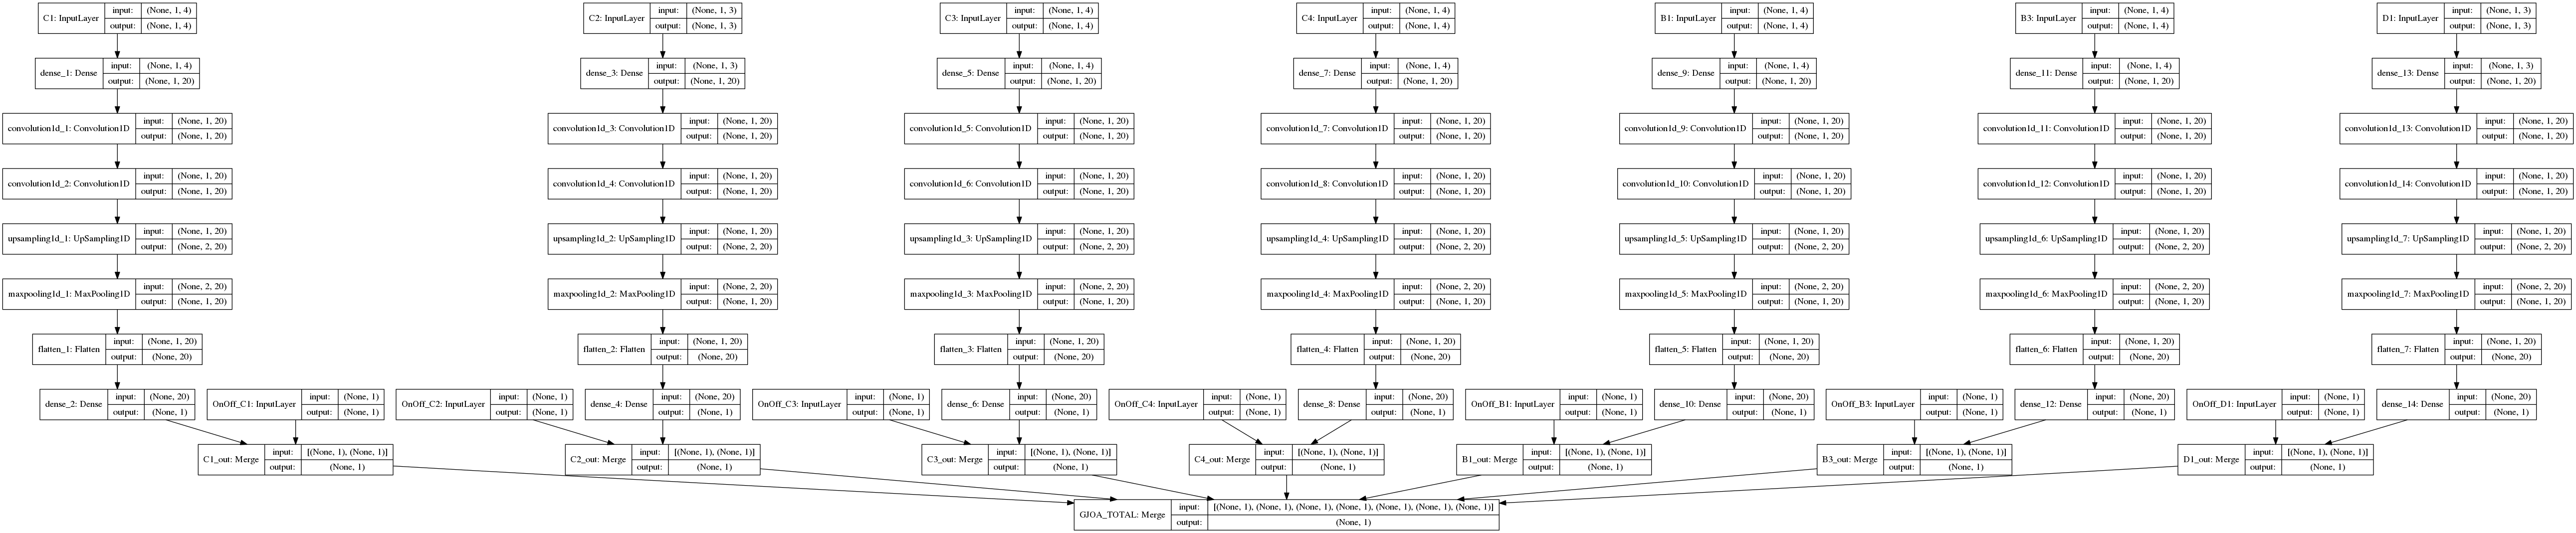 C1: InputLayer input: (None, 1, 4) output: (None, 1, 4)
C2: InputLayer input: (None, 1, 3) output: (None, 1, 3)
C3: InputLayer input: (None, 1, 4) output: (None, 1, 4)
C4: InputLayer input: (None, 1, 4) output: (None, 1, 4)
B1: InputLayer input: (None, 1, 4) output: (None, 1, 4)
B3: InputLayer input: (None, 1, 4) output: (None, 1, 4)
D1: InputLayer input: (None, 1, 3) output: (None, 1, 3)
dense_1: Dense input: (None, 1, 4) output: (None, 1, 20)
dense_3: Dense input: (None, 1, 3) output: (None, 1, 20)
dense_5: Dense input: (None, 1, 4) output: (None, 1, 20)
dense_7: Dense input: (None, 1, 4) output: (None, 1, 20)
dense_9: Dense input: (None, 1, 4) output: (None, 1, 20)
dense_11: Dense input: (None, 1, 4) output: (None, 1, 20)
dense_13: Dense input: (None, 1, 3) output: (None, 1, 20)
convolution1d_1: Convolution1D input: (None, 1, 20) output: (None, 1, 20)
convolution1d_3: Convolution1D input: (None, 1, 20) output: (None, 1, 20)
convolution1d_5: Convolution1D input: (None, 1, 20) output: (None, 1, 20)
convolution1d_7: Convolution1D input: (None, 1, 20) output: (None, 1, 20)
convolution1d_9: Convolution1D input: (None, 1, 20) output: (None, 1, 20)
convolution1d_11: Convolution1D input: (None, 1, 20) output: (None, 1, 20)
convolution1d_13: Convolution1D input: (None, 1, 20) output: (None, 1, 20)
convolution1d_2: Convolution1D input: (None, 1, 20) output: (None, 1, 20)
convolution1d_4: Convolution1D input: (None, 1, 20) output: (None, 1, 20)
convolution1d_6: Convolution1D input: (None, 1, 20) output: (None, 1, 20)
convolution1d_8: Convolution1D input: (None, 1, 20) output: (None, 1, 20)
convolution1d_10: Convolution1D input: (None, 1, 20) output: (None, 1, 20)
convolution1d_12: Convolution1D input: (None, 1, 20) output: (None, 1, 20)
convolution1d_14: Convolution1D input: (None, 1, 20) output: (None, 1, 20)
upsampling1d_1: UpSampling1D input: (None, 1, 20) output: (None, 2, 20)
upsampling1d_2: UpSampling1D input: (None, 1, 20) output: (None, 2, 20)
upsampling1d_3: UpSampling1D input: (None, 1, 20) output: (None, 2, 20)
upsampling1d_4: UpSampling1D input: (None, 1, 20) output: (None, 2, 20)
upsampling1d_5: UpSampling1D input: (None, 1, 20) output: (None, 2, 20)
upsampling1d_6: UpSampling1D input: (None, 1, 20) output: (None, 2, 20)
upsampling1d_7: UpSampling1D input: (None, 1, 20) output: (None, 2, 20)
maxpooling1d_1: MaxPooling1D input: (None, 2, 20) output: (None, 1, 20)
maxpooling1d_2: MaxPooling1D input: (None, 2, 20) output: (None, 1, 20)
maxpooling1d_3: MaxPooling1D input: (None, 2, 20) output: (None, 1, 20)
maxpooling1d_4: MaxPooling1D input: (None, 2, 20) output: (None, 1, 20)
maxpooling1d_5: MaxPooling1D input: (None, 2, 20) output: (None, 1, 20)
maxpooling1d_6: MaxPooling1D input: (None, 2, 20) output: (None, 1, 20)
maxpooling1d_7: MaxPooling1D input: (None, 2, 20) output: (None, 1, 20)
flatten_1: Flatten input: (None, 1, 20) output: (None, 20)
flatten_2: Flatten input: (None, 1, 20) output: (None, 20)
flatten_3: Flatten input: (None, 1, 20) output: (None, 20)
flatten_4: Flatten input: (None, 1, 20) output: (None, 20)
flatten_5: Flatten input: (None, 1, 20) output: (None, 20)
flatten_6: Flatten input: (None, 1, 20) output: (None, 20)
flatten_7: Flatten input: (None, 1, 20) output: (None, 20)
dense_2: Dense input: (None, 20) output: (None, 1)
OnOff_C1: InputLayer input: (None, 1) output: (None, 1)
OnOff_C2: InputLayer input: (None, 1) output: (None, 1)
dense_4: Dense input: (None, 20) output: (None, 1)
OnOff_C3: InputLayer input: (None, 1) output: (None, 1)
dense_6: Dense input: (None, 20) output: (None, 1)
OnOff_C4: InputLayer input: (None, 1) output: (None, 1)
dense_8: Dense input: (None, 20) output: (None, 1)
OnOff_B1: InputLayer input: (None, 1) output: (None, 1)
dense_10: Dense input: (None, 20) output: (None, 1)
OnOff_B3: InputLayer input: (None, 1) output: (None, 1)
dense_12: Dense input: (None, 20) output: (None, 1)
OnOff_D1: InputLayer input: (None, 1) output: (None, 1)
dense_14: Dense input: (None, 20) output: (None, 1)
C1_out: Merge input: [(None, 1), (None, 1)] output: (None, 1)
C2_out: Merge input: [(None, 1), (None, 1)] output: (None, 1)
C3_out: Merge input: [(None, 1), (None, 1)] output: (None, 1)
C4_out: Merge input: [(None, 1), (None, 1)] output: (None, 1)
B1_out: Merge input: [(None, 1), (None, 1)] output: (None, 1)
B3_out: Merge input: [(None, 1), (None, 1)] output: (None, 1)
D1_out: Merge input: [(None, 1), (None, 1)] output: (None, 1)
GJOA_TOTAL: Merge input: [(None, 1), (None, 1), (None, 1), (None, 1), (None, 1), (None, 1), (None, 1)] output: (None, 1)